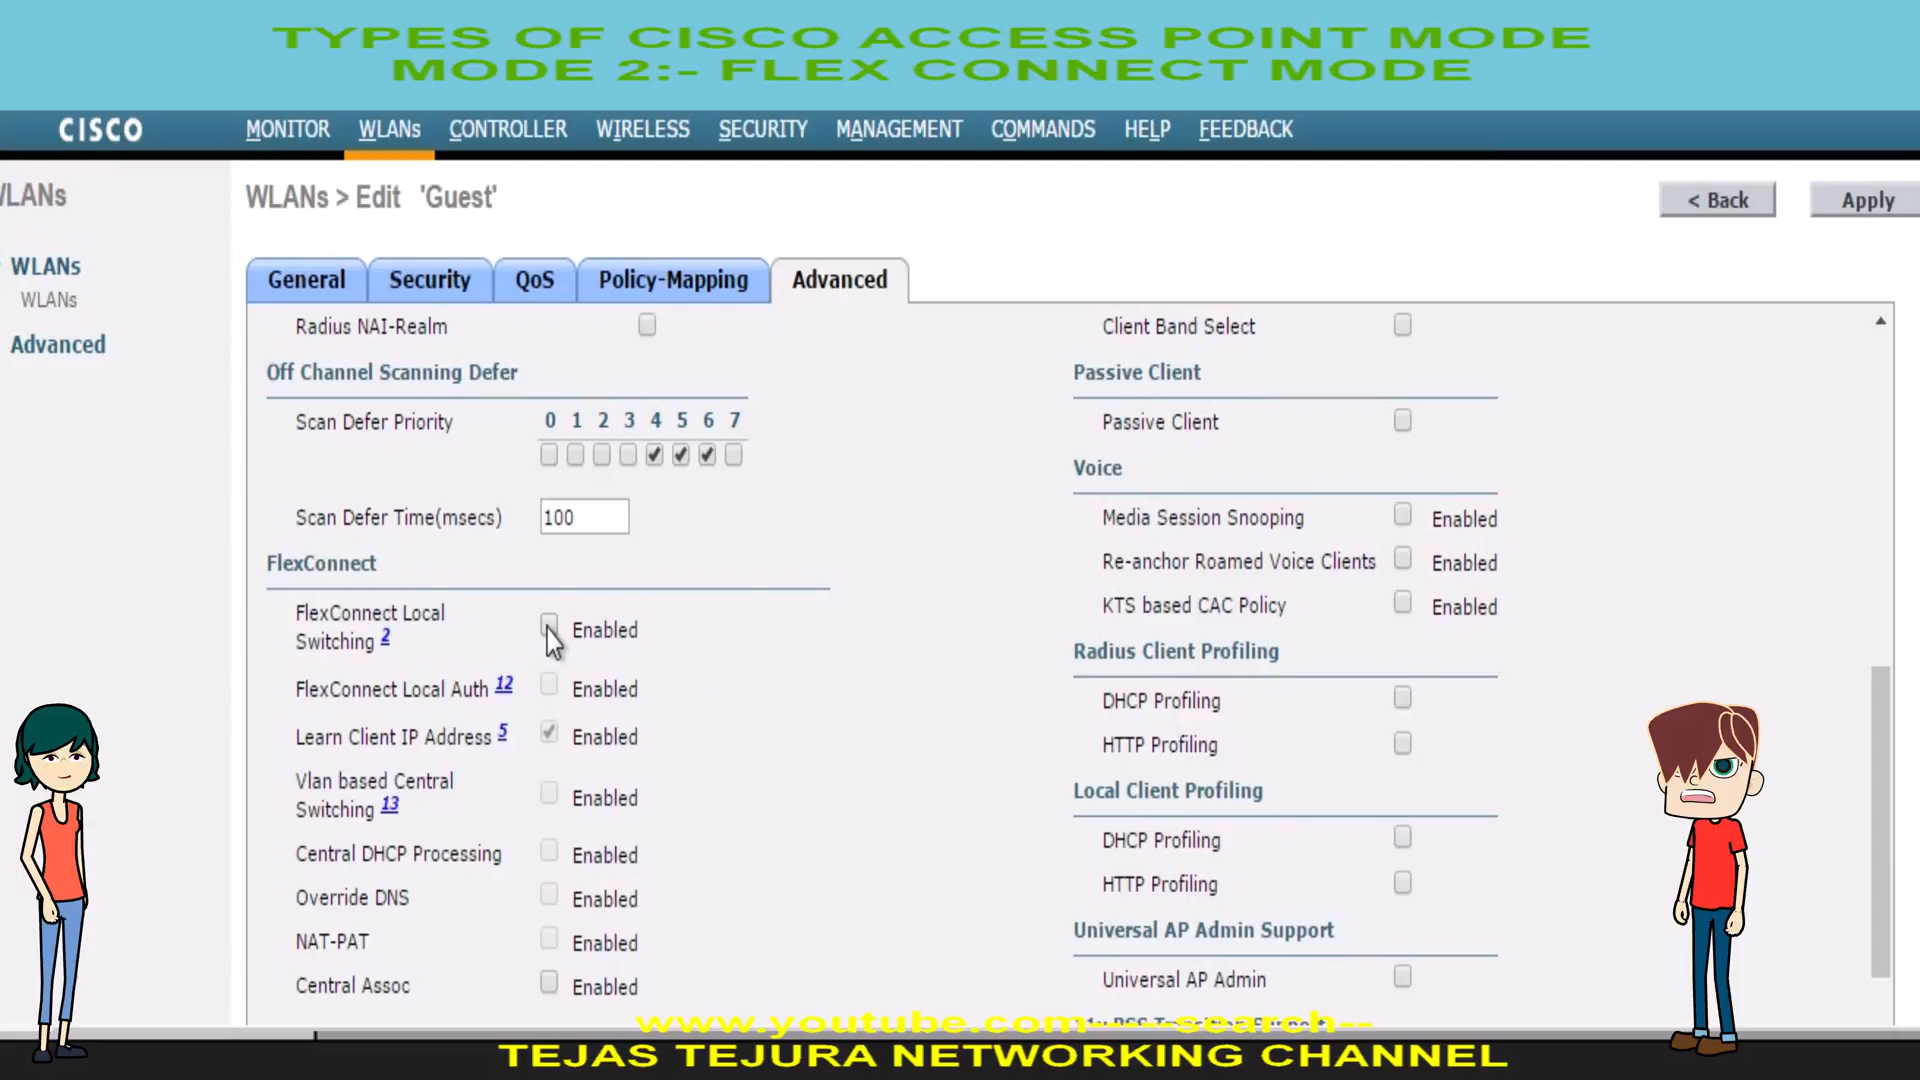 TYPES OF CISCO ACCESS POINT MODE
MODE 2:- FLEX CONNECT MODE
CISCO
MONITOR WLANs CONTROLLER WIRELESS SECURITY MANAGEMENT COMMANDS HELP FEEDBACK
WLANs
WLANs > Edit 'Guest'
< Back
Apply
WLANs
WLANs
Advanced
General Security QoS Policy-Mapping Advanced
Radius NAI-Realm
Off Channel Scanning Defer
Scan Defer Priority 0 1 2 3 4 5 6 7
Scan Defer Time(msecs) 100
FlexConnect
FlexConnect Local
Switching 2 Enabled
FlexConnect Local Auth 12 Enabled
Learn Client IP Address 5 Enabled
Vlan based Central
Switching 13 Enabled
Central DHCP Processing Enabled
Override DNS Enabled
NAT-PAT Enabled
Central Assoc Enabled
Client Band Select
Passive Client
Passive Client
Voice
Media Session Snooping Enabled
Re-anchor Roamed Voice Clients Enabled
KTS based CAC Policy Enabled
Radius Client Profiling
DHCP Profiling
HTTP Profiling
Local Client Profiling
DHCP Profiling
HTTP Profiling
Universal AP Admin Support
Universal AP Admin
www.youtube.com----search--
TEJAS TEJURA NETWORKING CHANNEL